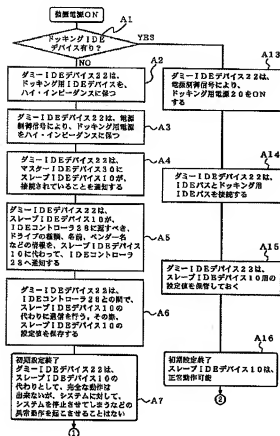 装置電源ON
A1
ドッキングIDE
デバイス有り?
YES
NO
A2
ダミーIDEデバイス22は、
ドッキング用IDEデバイスを、
ハイ・インピーダンスに保つ
ダミーIDEデバイス22は、電源
制御信号により、ドッキング用電源
をハイ・インピーダンスに保つ
A3
ダミーIDEデバイス22は、
マスターIDEデバイス30に
スレーブIDEデバイス10が、
接続されていることを通知する
A4
ダミーIDEデバイス22は、
スレーブIDEデバイス10が、
IDEコントローラ28に返すべき、
ドライブの種類、名前、ベンダー名
などの情報を、スレーブIDEデバイス
10に代わって、IDEコントローラ
28へ通知する
A5
ダミーIDEデバイス22は、
IDEコントローラ28との間で、
スレーブIDEデバイス10の
代わりに通信を行う。その際、
スレーブIDEデバイス10の
設定値を保存する
A6
初期設定終了
ダミーIDEデバイス22は、
スレーブIDEデバイス10の
代わりとして、完全な動作は
出来ないが、システムに対して、
システムを停止させてしまうなどの
異常動作を起こさせることはない
A7
①
A13
ダミーIDEデバイス22は、
電源制御信号により、
ドッキング用電源20をON
する
A14
ダミーIDEデバイス22は、
IDEバスとドッキング用
IDEバスを接続する
A15
ダミーIDEデバイス22は、
スレーブIDEデバイス10用の
設定値を保管しておく
A16
初期設定終了
スレーブIDEデバイス10は、
正常動作可能
②